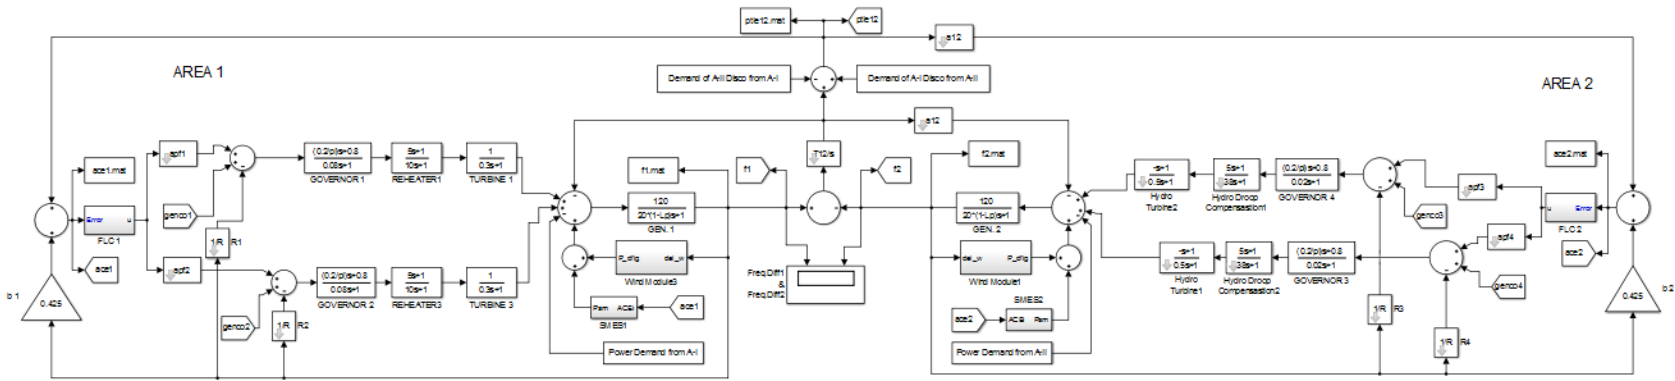 ptie12.mat
ptie12
a12
AREA 1
Demand of A-II Disco from A-I
Demand of A-I Disco from A-II
AREA 2
a12
T12/s
ace1.mat
apf1
(0.2/p)s+0.8
0.08s+1
GOVERNOR 1
5s+1
10s+1
REHEATER1
1
0.3s+1
TURBINE 1
f1.mat
f1
f2
f2.mat
-s+1
0.5s+1
Hydro
Turbine2
5s+1
38s+1
Hydro Droop
Compensasstion1
(0.2/p)s+0.8
0.02s+1
GOVERNOR 4
apf3
ace2.mat
Error
u
FLC 1
genco1
1/R
R1
120
20*(1-Lp)s+1
GEN. 1
120
20*(1-Lp)s+1
GEN. 2
genco3
apf4
u
Error
FLC 2
ace1
apf2
(0.2/p)s+0.8
0.08s+1
GOVERNOR 2
5s+1
10s+1
REHEATER3
1
0.3s+1
TURBINE 3
P_dfig
del_w
Wind Module3
Freq.Diff1
&
Freq.Diff2
del_w
P_dfig
Wind Module1
-s+1
0.5s+1
Hydro
Turbine1
5s+1
38s+1
Hydro Droop
Compensasstion2
(0.2/p)s+0.8
0.02s+1
GOVERNOR 3
genco4
ace2
b 1
0.425
genco2
1/R
R2
Psm
ACEi
SMES1
ace1
ace2
SMES2
ACEi
Psm
1/R
R3
1/R
R4
0.425
b 2
Power Demand from A-I
Power Demand from A-II